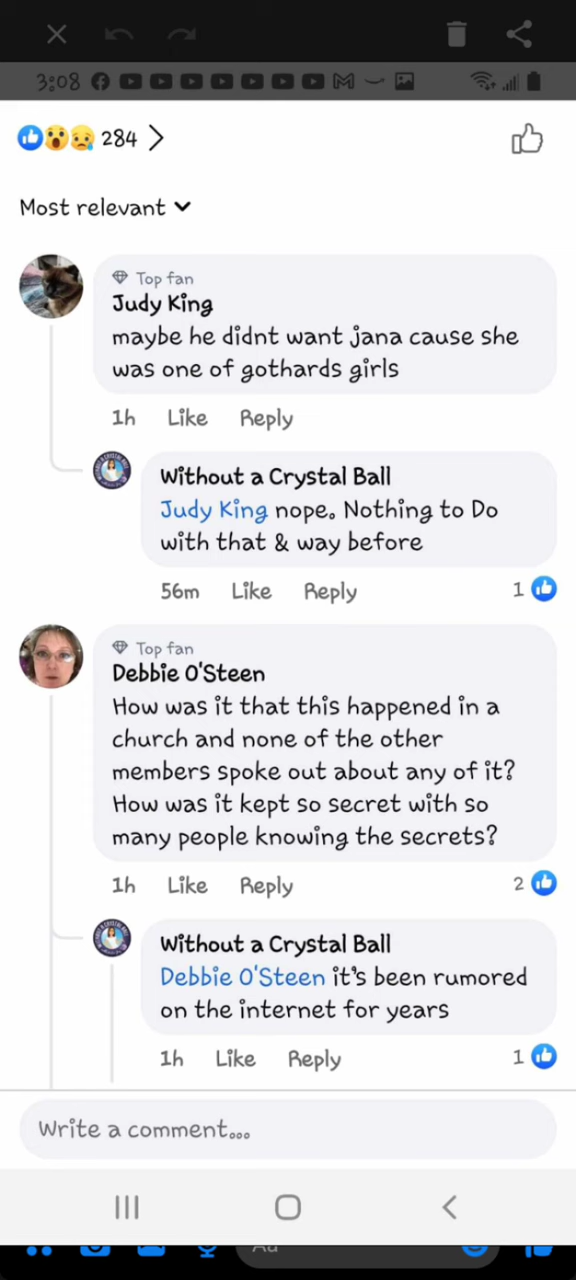 3:08
284
Most relevant
Top fan
Judy King
maybe he didnt want jana cause she
was one of gothards girls
1h Like Reply
Without a Crystal Ball
Judy King nope. Nothing to Do
with that & way before
56m Like Reply 1
Top fan
Debbie O'Steen
How was it that this happened in a
church and none of the other
members spoke out about any of it?
How was it kept so secret with so
many people knowing the secrets?
1h Like Reply 2
Without a Crystal Ball
Debbie O'Steen it's been rumored
on the internet for years
1h Like Reply 1
Write a comment...
Aa